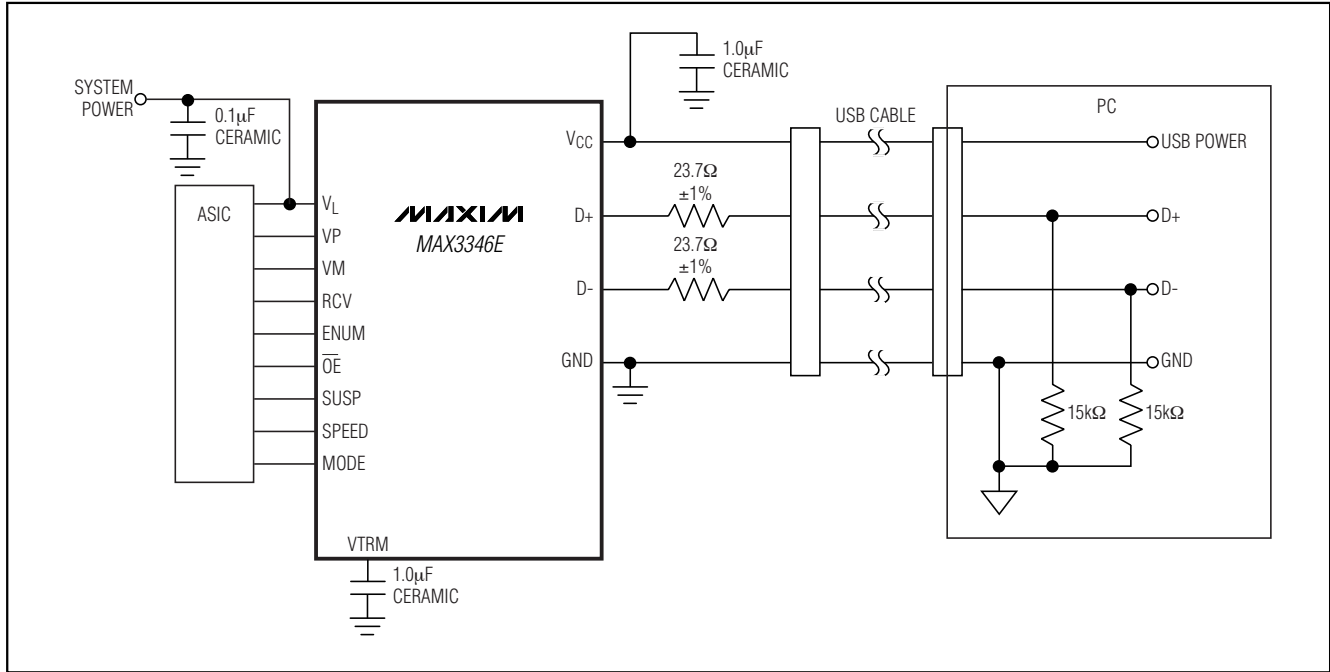 SYSTEM
POWER
0.1µF
CERAMIC
1.0µF
CERAMIC
ASIC
VL
VP
VM
RCV
ENUM
O̅E̅
SUSP
SPEED
MODE
MAXIM
MAX3346E
VCC
D+
D-
GND
VTRM
1.0µF
CERAMIC
23.7Ω
±1%
23.7Ω
±1%
USB CABLE
PC
USB POWER
D+
D-
GND
15kΩ
15kΩ